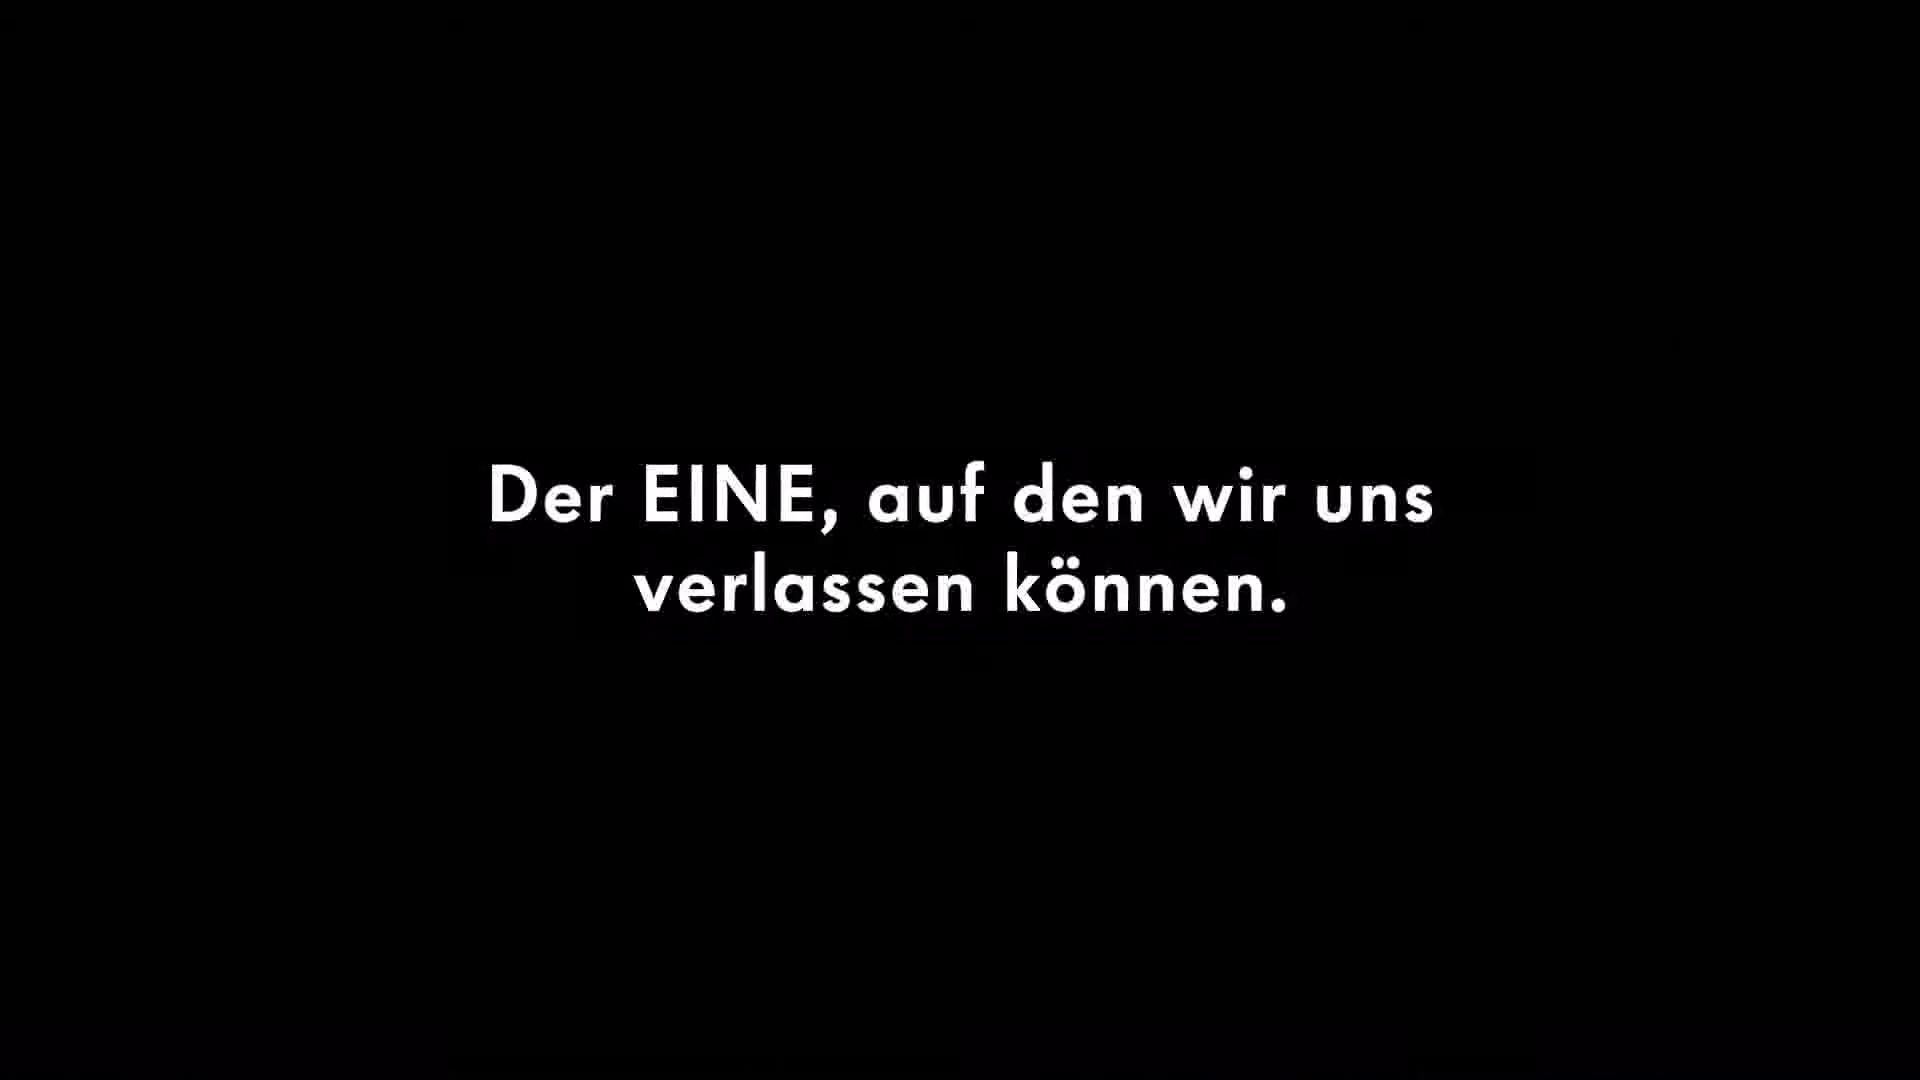 Der EINE, auf den wir uns
verlassen können.